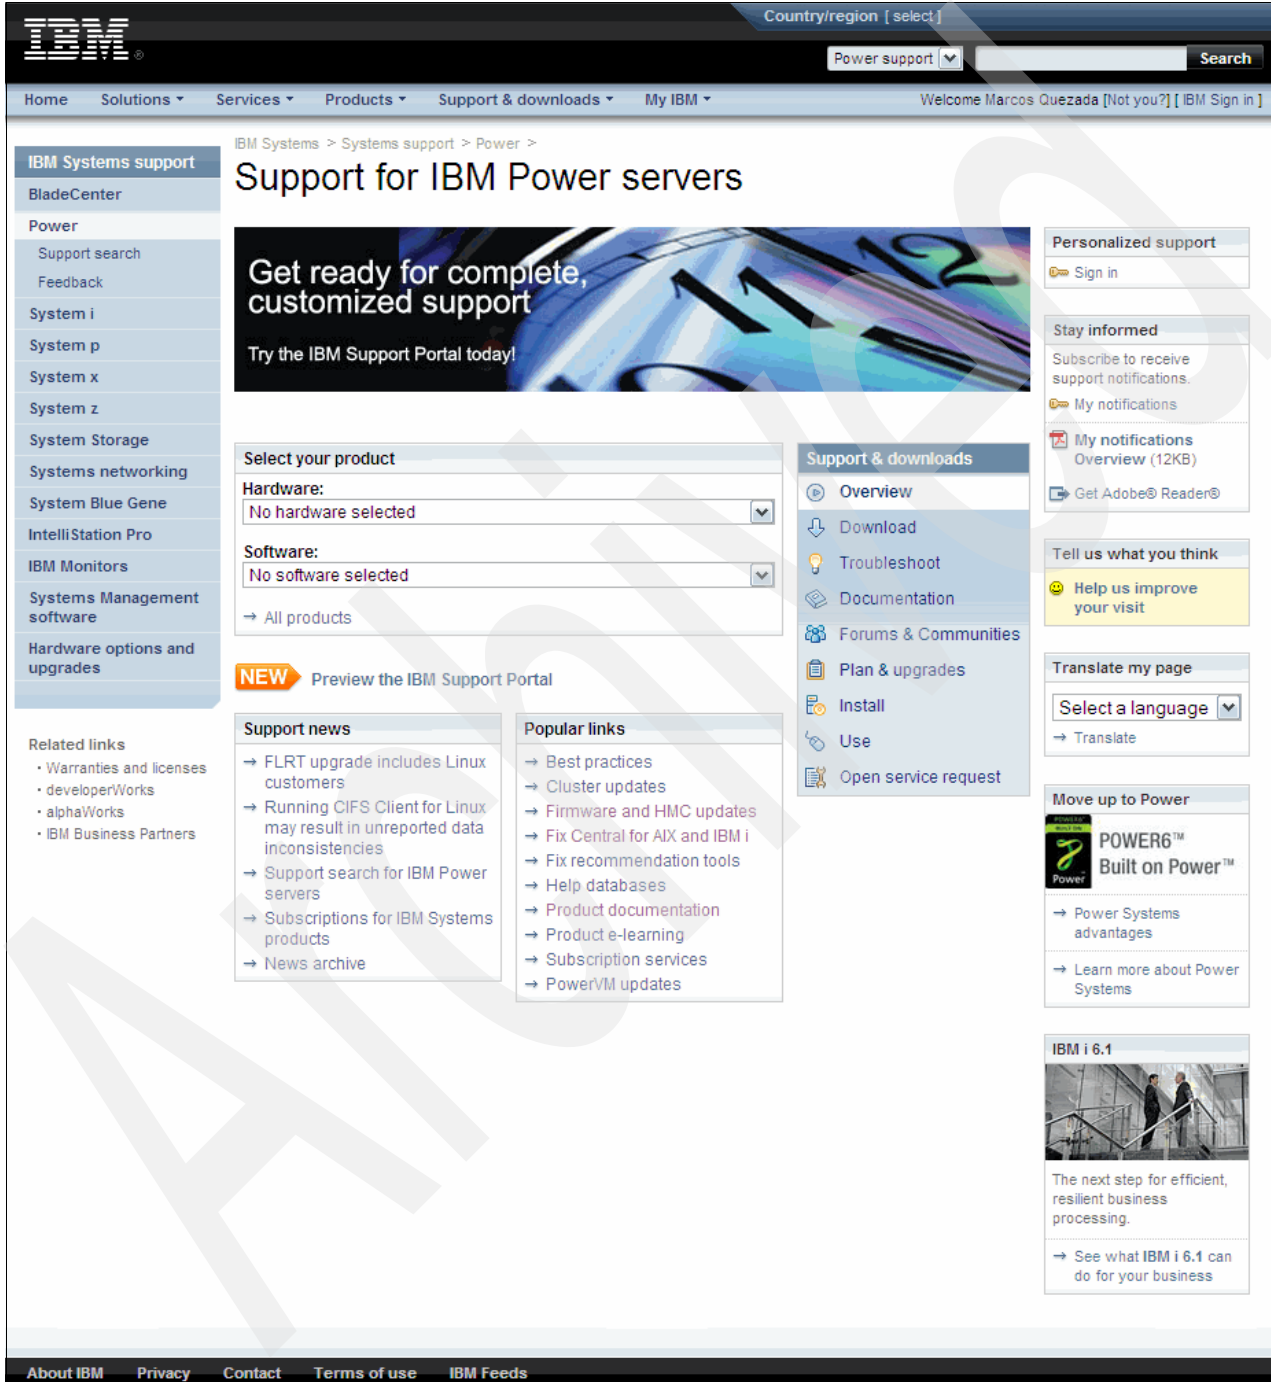 Country/region [ select ]
IBM ®
Power support
Search
Home Solutions Services Products Support & downloads My IBM Welcome Marcos Quezada [Not you?] [ IBM Sign in ]
IBM Systems > Systems support > Power >
Support for IBM Power servers
IBM Systems support
BladeCenter
Power
Support search
Feedback
System i
System p
System x
System z
System Storage
Systems networking
System Blue Gene
IntelliStation Pro
IBM Monitors
Systems Management
software
Hardware options and
upgrades
Related links
• Warranties and licenses
• developerWorks
• alphaWorks
• IBM Business Partners
Get ready for complete,
customized support
Try the IBM Support Portal today!
12
11
10
Select your product
Hardware:
No hardware selected
Software:
No software selected
→ All products
NEW Preview the IBM Support Portal
Support news
→ FLRT upgrade includes Linux
customers
→ Running CIFS Client for Linux
may result in unreported data
inconsistencies
→ Support search for IBM Power
servers
→ Subscriptions for IBM Systems
products
→ News archive
Popular links
→ Best practices
→ Cluster updates
→ Firmware and HMC updates
→ Fix Central for AIX and IBM i
→ Fix recommendation tools
→ Help databases
→ Product documentation
→ Product e-learning
→ Subscription services
→ PowerVM updates
Support & downloads
Overview
Download
Troubleshoot
Documentation
Forums & Communities
Plan & upgrades
Install
Use
Open service request
Personalized support
Sign in
Stay informed
Subscribe to receive
support notifications.
My notifications
My notifications
Overview (12KB)
Get Adobe® Reader®
Tell us what you think
Help us improve
your visit
Translate my page
Select a language
→ Translate
Move up to Power
POWER6™
BUILT ON
Power
POWER6™
Built on Power™
→ Power Systems
advantages
→ Learn more about Power
Systems
IBM i 6.1
The next step for efficient,
resilient business
processing.
→ See what IBM i 6.1 can
do for your business
About IBM Privacy Contact Terms of use IBM Feeds
Archived